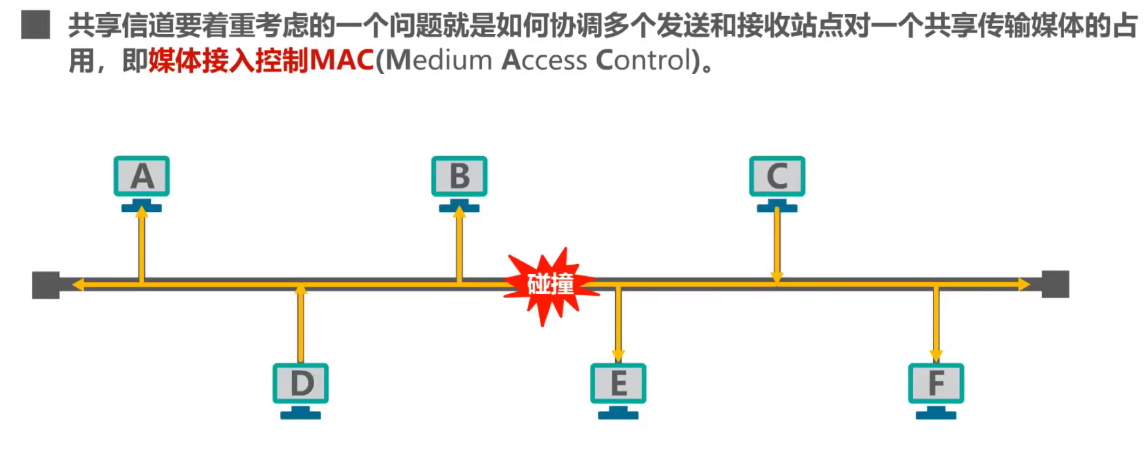 共享信道要着重考虑的一个问题就是如何协调多个发送和接收站点对一个共享传输媒体的占
用，即媒体接入控制MAC(Medium Access Control)。
A
B
C
碰撞
D
E
F